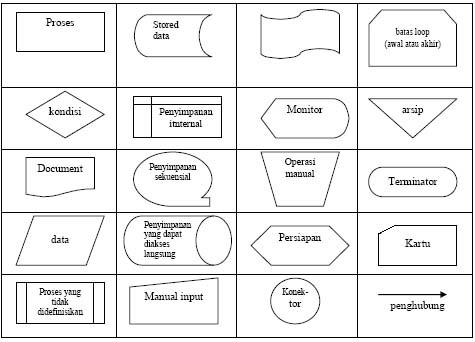 Proses
Stored
data
batas loop
(awal atau akhir)
kondisi
Penyimpanan
itnternal
Monitor
arsip
Document
Penyimpanan
sekuensial
Operasi
manual
Terminator
data
Penyimpanan
yang dapat
diakses
langsung
Persiapan
Kartu
Proses yang
tidak
didefinisikan
Manual input
Konek-
tor
penghubung